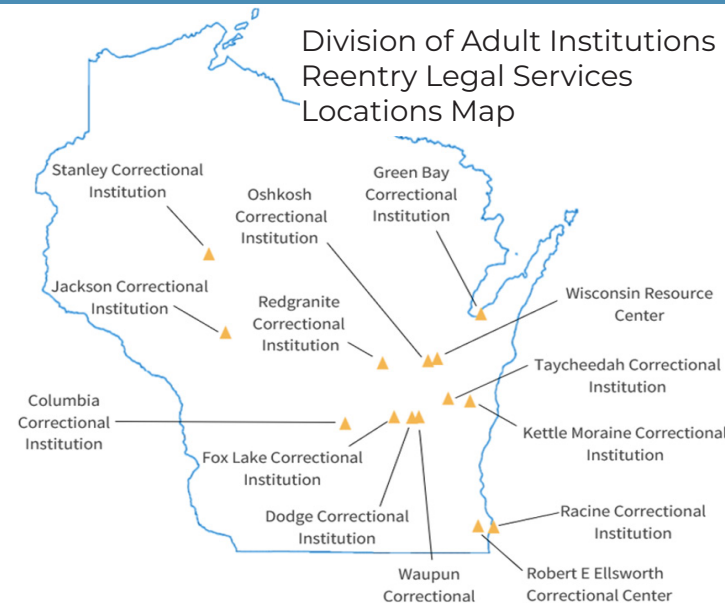 Division of Adult Institutions
Reentry Legal Services
Locations Map
Stanley Correctional
Institution
Green Bay
Correctional
Institution
Oshkosh
Correctional
Institution
Jackson Correctional
Institution
Redgranite
Correctional
Institution
Wisconsin Resource
Center
Taycheedah Correctional
Institution
Columbia
Correctional
Institution
Kettle Moraine Correctional
Institution
Fox Lake Correctional
Institution
Dodge Correctional
Institution
Racine Correctional
Institution
Waupun
Correctional
Robert E Ellsworth
Correctional Center